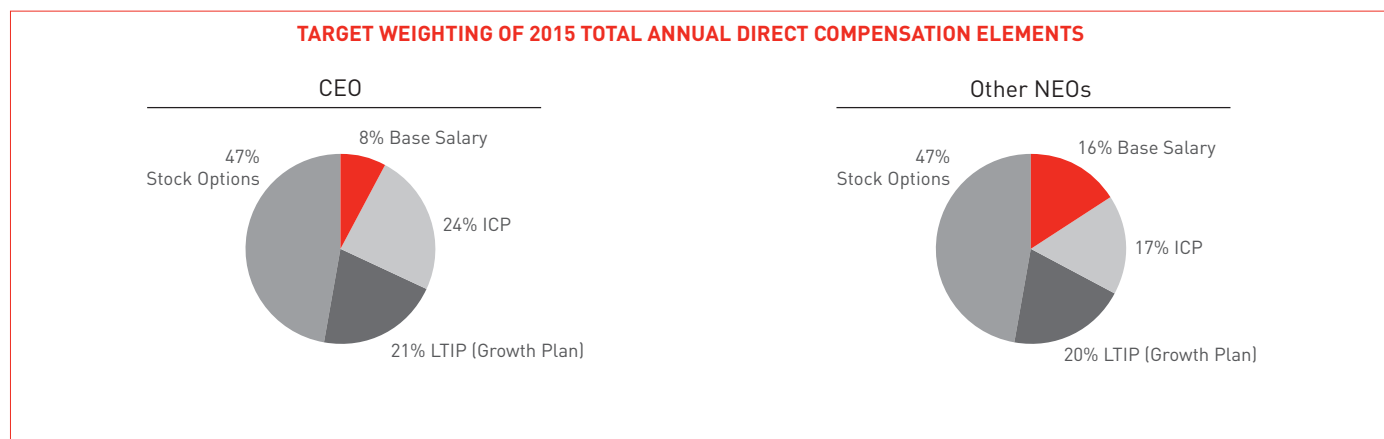 TARGET WEIGHTING OF 2015 TOTAL ANNUAL DIRECT COMPENSATION ELEMENTS
CEO
8% Base Salary
47%
Stock Options
24% ICP
21% LTIP (Growth Plan)
Other NEOs
16% Base Salary
47%
Stock Options
17% ICP
20% LTIP (Growth Plan)